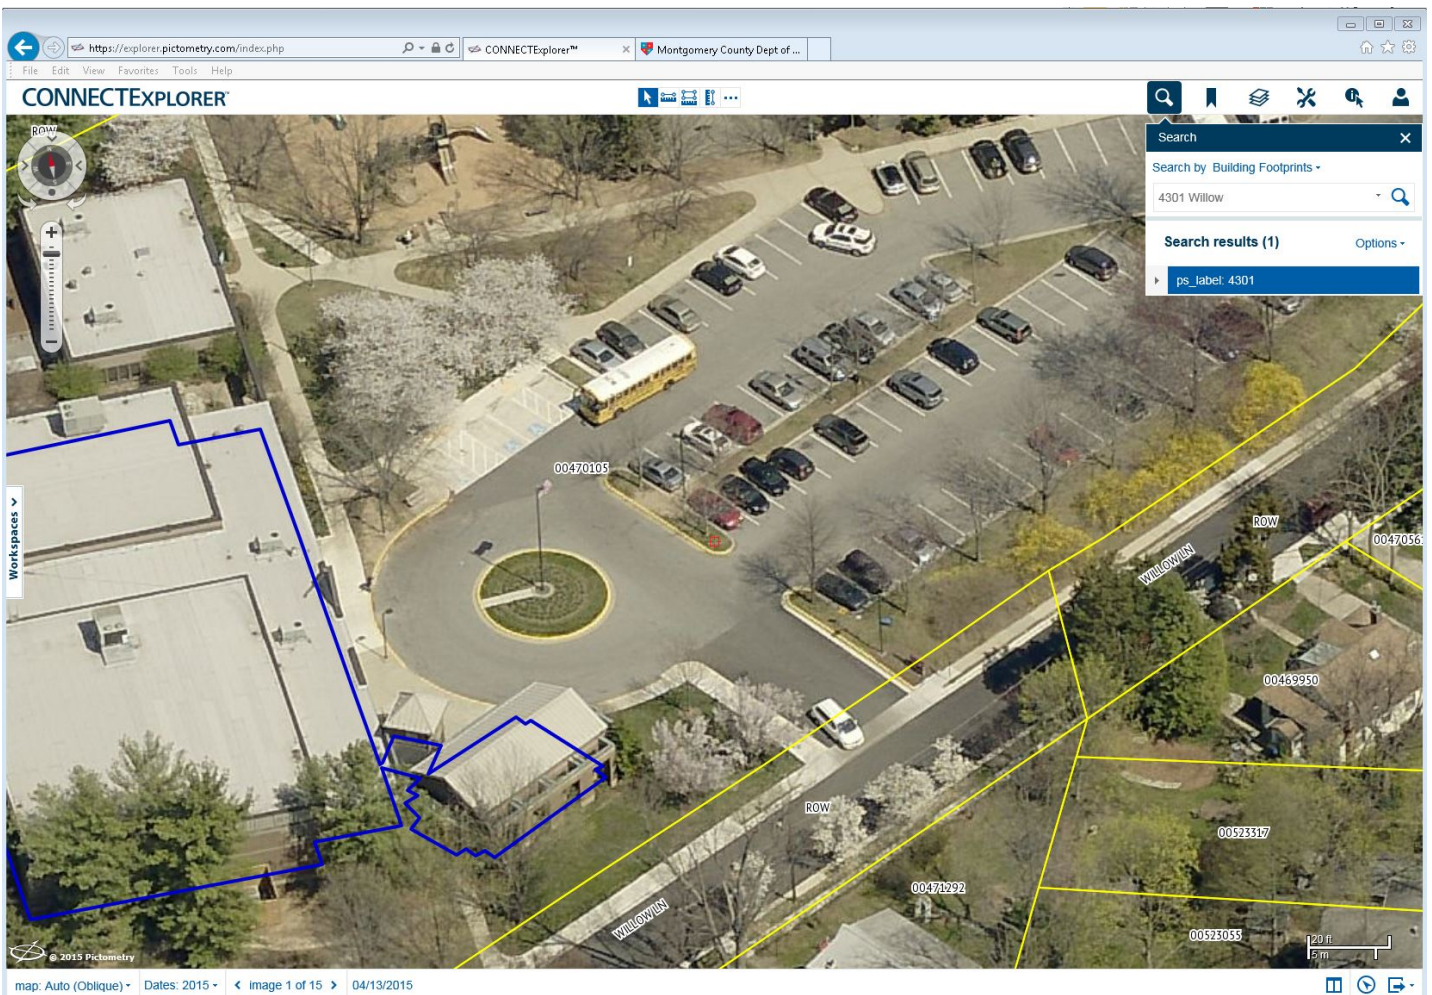 https://explorer.pictometry.com/index.php
CONNECTExplorer™
Montgomery County Dept of ...
File Edit View Favorites Tools Help
CONNECTEXPLORER™
Search
Search by Building Footprints
4301 Willow
Search results (1)
Options
ps_label: 4301
ROW
00470105
Workspaces >
ROW
0047056
WILLOW LN
00469950
ROW
00523317
00471292
WILLOW LN
00523055
20 ft
5 m
© 2015 Pictometry
map: Auto (Oblique) Dates: 2015 < image 1 of 15 > 04/13/2015